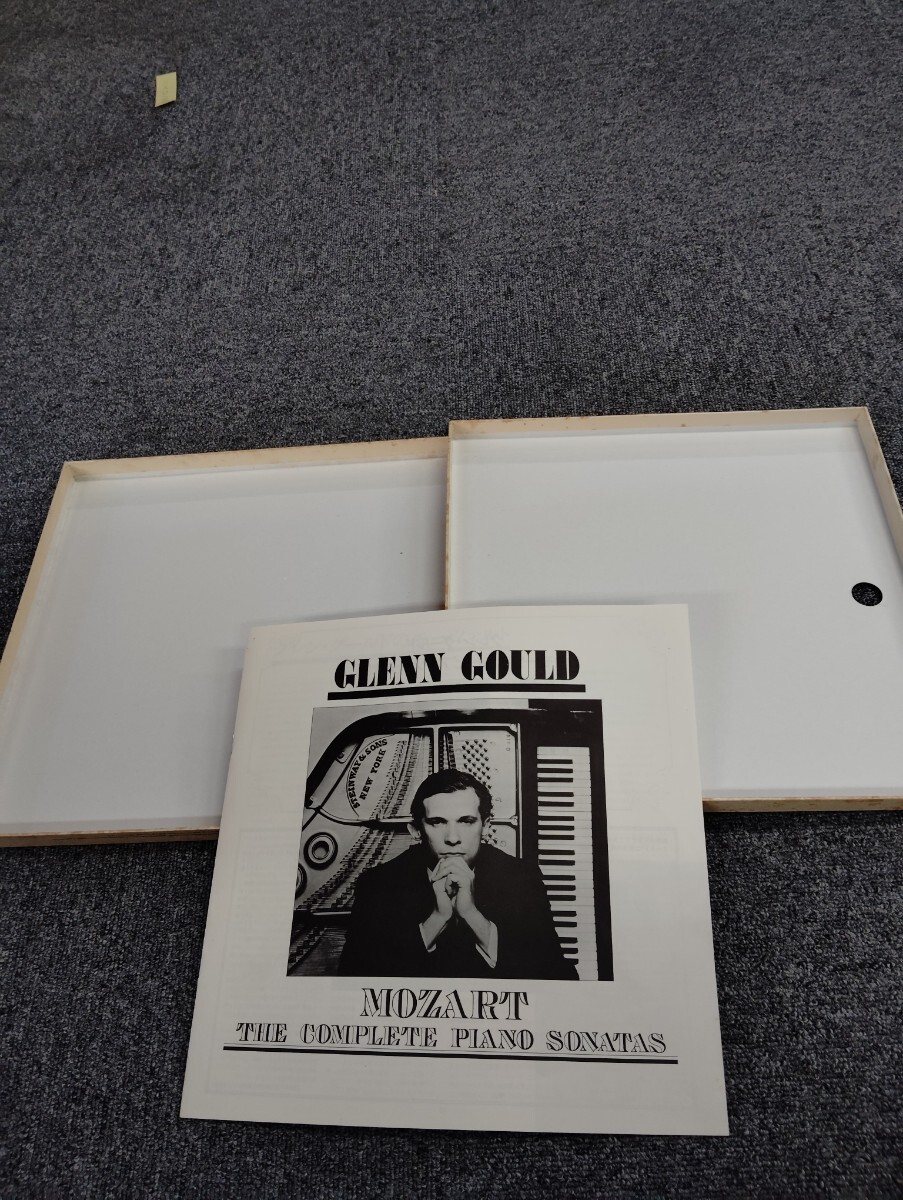 GLENN GOULD
STEINWAY & SONS
NEW YORK
MOZART
THE COMPLETE PIANO SONATAS